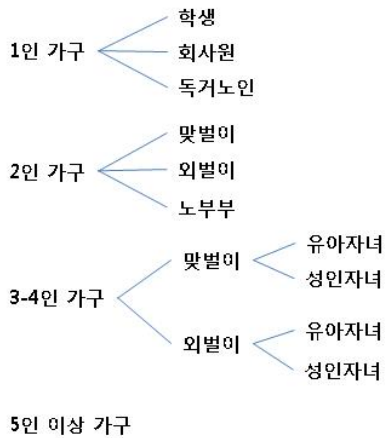 학생
1인 가구
회사원
독거노인
맞벌이
2인 가구
외벌이
노부부
유아자녀
맞벌이
성인자녀
3-4인 가구
유아자녀
외벌이
성인자녀
5인 이상 가구